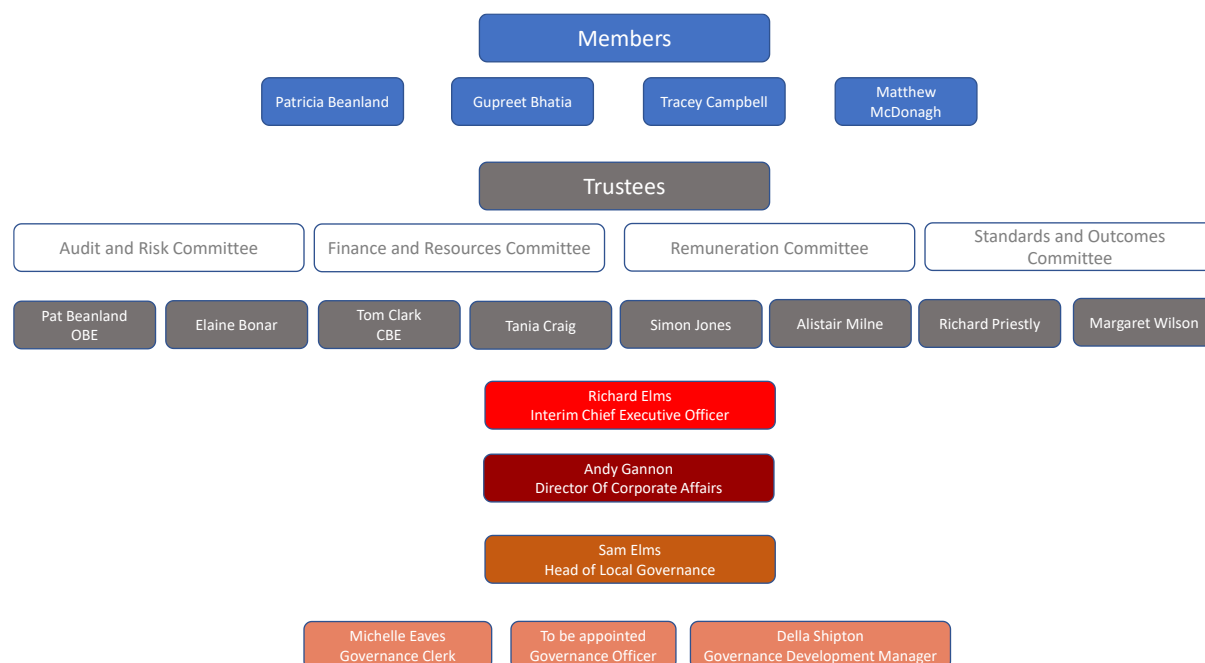 Members
Patricia Beanland
Gupreet Bhatia
Tracey Campbell
Matthew
McDonagh
Trustees
Audit and Risk Committee
Finance and Resources Committee
Remuneration Committee
Standards and Outcomes
Committee
Pat Beanland
OBE
Elaine Bonar
Tom Clark
CBE
Tania Craig
Simon Jones
Alistair Milne
Richard Priestly
Margaret Wilson
Richard Elms
Interim Chief Executive Officer
Andy Gannon
Director Of Corporate Affairs
Sam Elms
Head of Local Governance
Michelle Eaves
Governance Clerk
To be appointed
Governance Officer
Della Shipton
Governance Development Manager